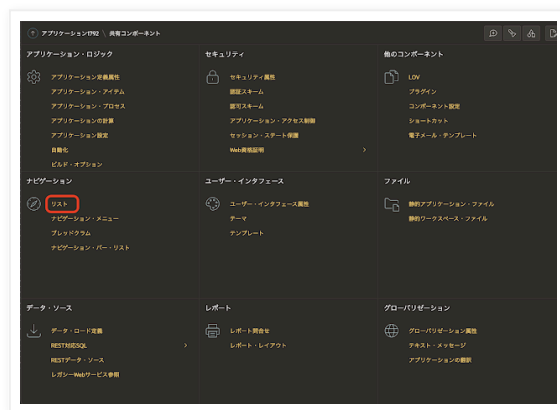 アプリケーション1792 \ 共有コンポーネント
アプリケーション・ロジック
アプリケーション定義属性
アプリケーション・アイテム
アプリケーション・プロセス
アプリケーションの計算
アプリケーション設定
自動化
ビルド・オプション
セキュリティ
セキュリティ属性
認証スキーム
認可スキーム
アプリケーション・アクセス制御
セッション・ステート保護
Web資格証明
他のコンポーネント
LOV
プラグイン
コンポーネント設定
ショートカット
電子メール・テンプレート
ナビゲーション
リスト
ナビゲーション・メニュー
ブレッドクラム
ナビゲーション・バー・リスト
ユーザー・インタフェース
ユーザー・インタフェース属性
テーマ
テンプレート
ファイル
静的アプリケーション・ファイル
静的ワークスペース・ファイル
データ・ソース
データ・ロード定義
REST対応SQL
RESTデータ・ソース
レガシーWebサービス参照
レポート
レポート問合せ
レポート・レイアウト
グローバリゼーション
グローバリゼーション属性
テキスト・メッセージ
アプリケーションの翻訳